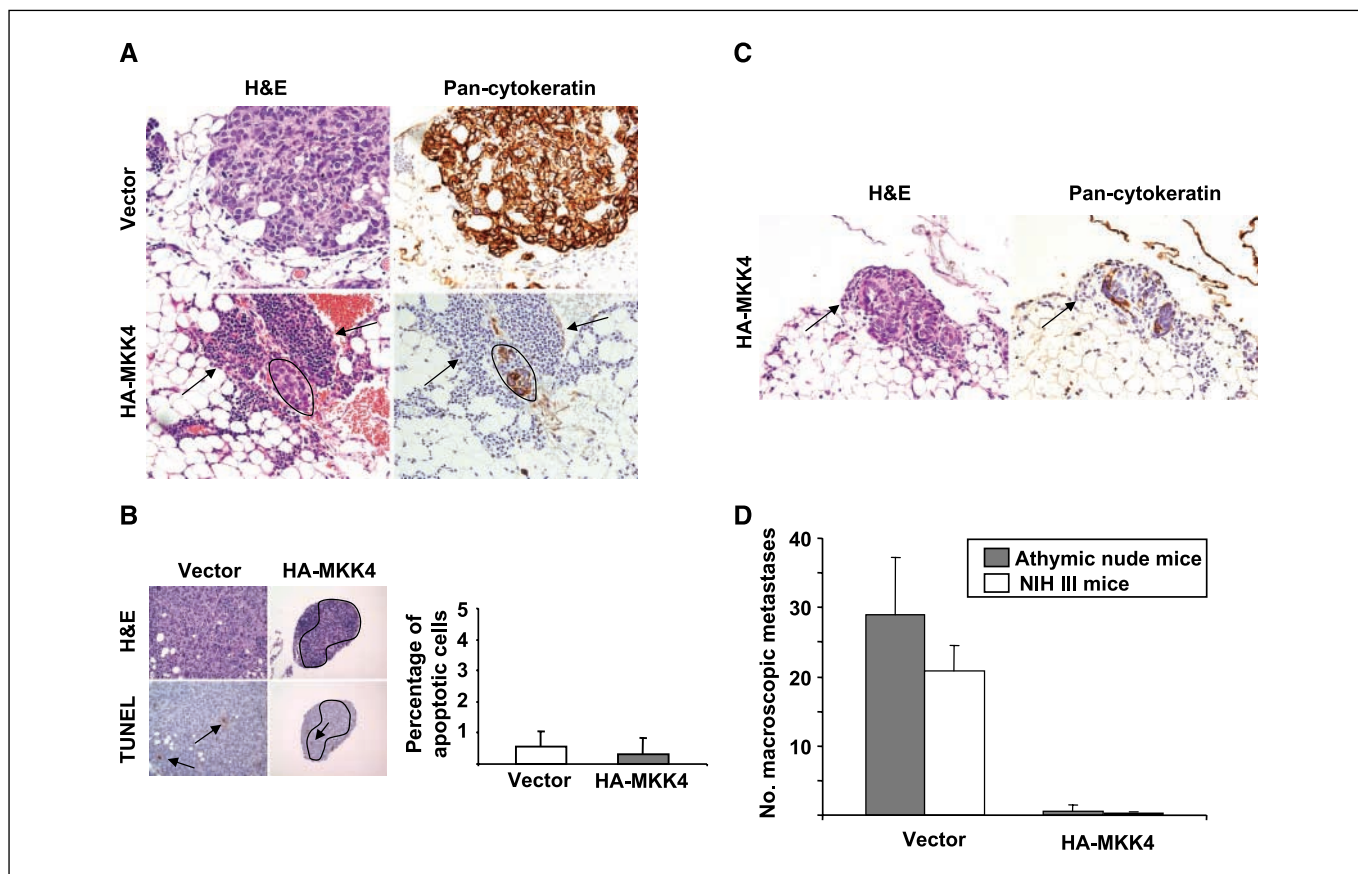 A
H&E Pan-cytokeratin
Vector
HA-MKK4
B
Vector HA-MKK4
H&E
TUNEL
Percentage of
apoptotic cells
5
4
3
2
1
Vector HA-MKK4
C
H&E Pan-cytokeratin
HA-MKK4
D
No. macroscopic metastases
40
30
20
10
Athymic nude mice
NIH III mice
Vector HA-MKK4